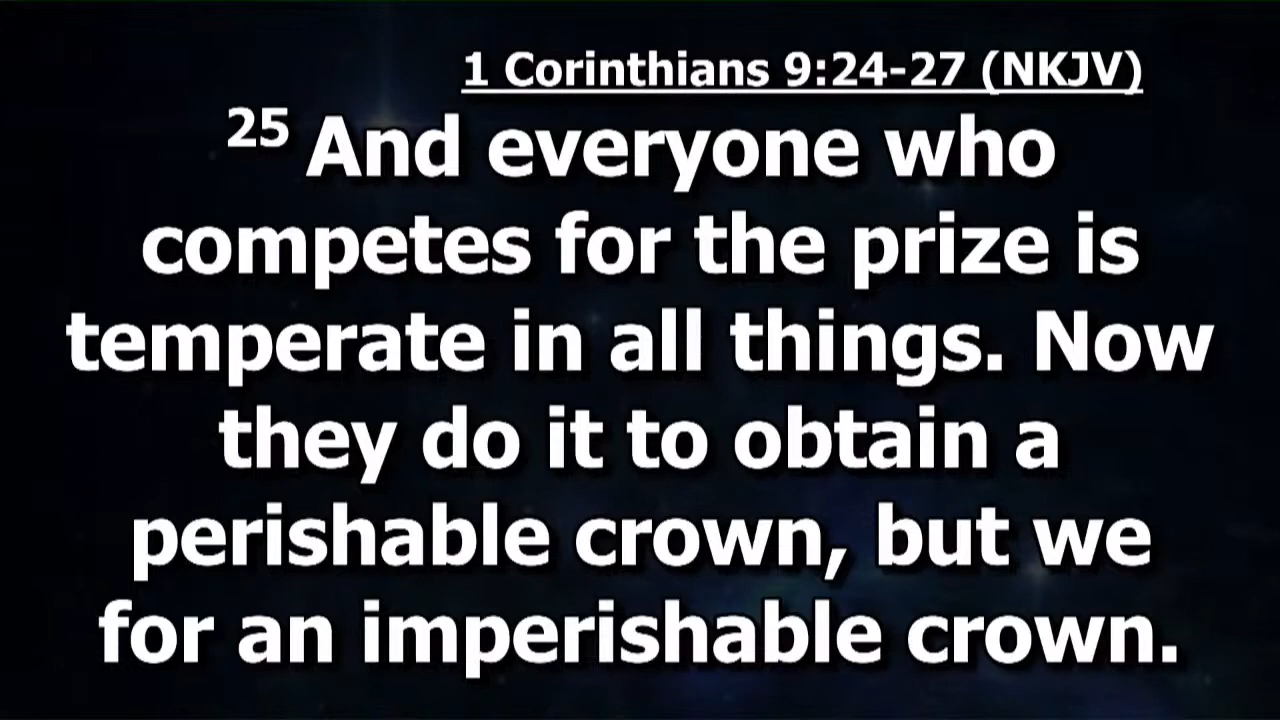 1 Corinthians 9:24-27 (NKJV)
25 And everyone who
competes for the prize is
temperate in all things. Now
they do it to obtain a
perishable crown, but we
for an imperishable crown.